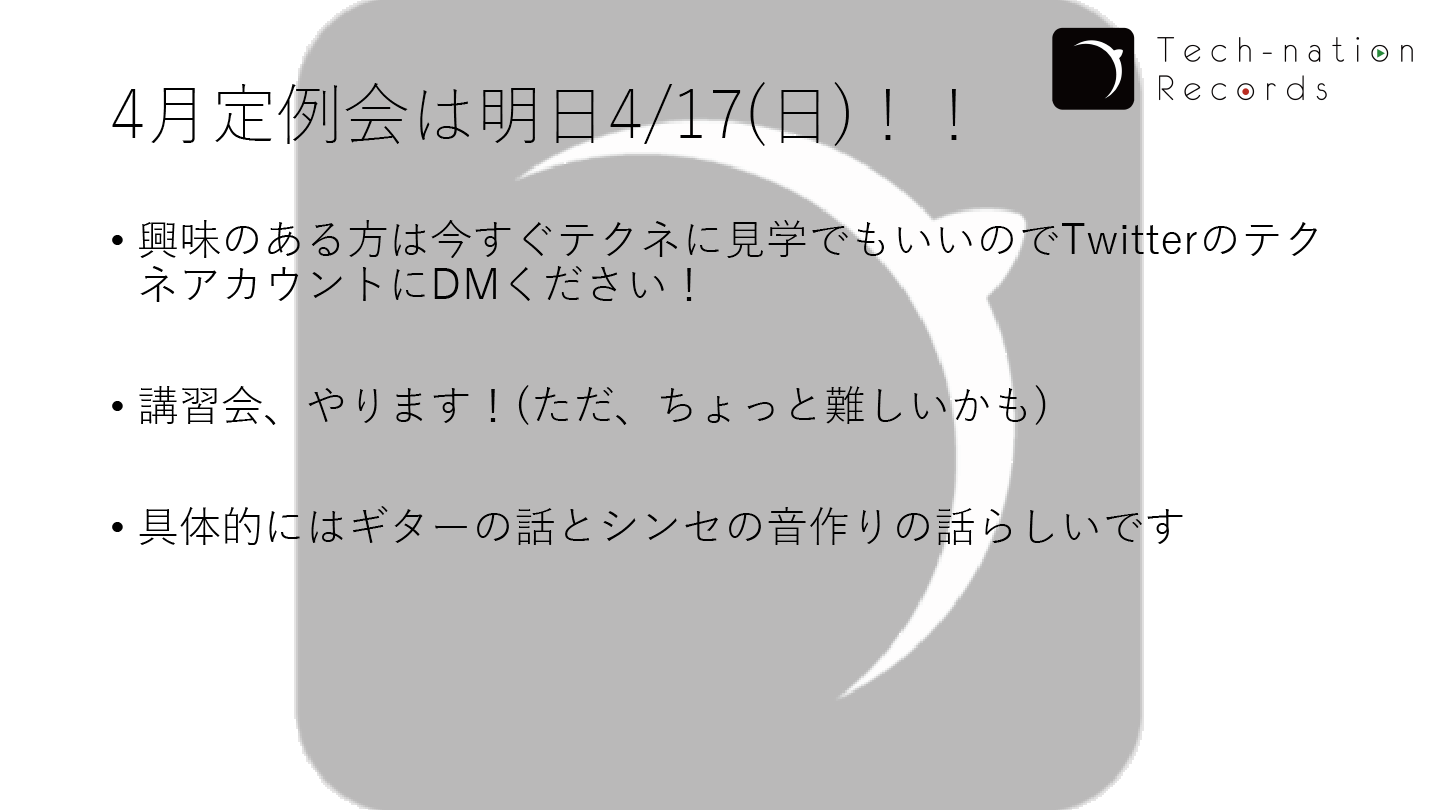 Tech-nation
Records
4月定例会は明日4/17(日)！！
• 興味のある方は今すぐテクネに見学でもいいのでTwitterのテク
ネアカウントにDMください！
• 講習会、やります！(ただ、ちょっと難しいかも)
• 具体的にはギターの話とシンセの音作りの話らしいです